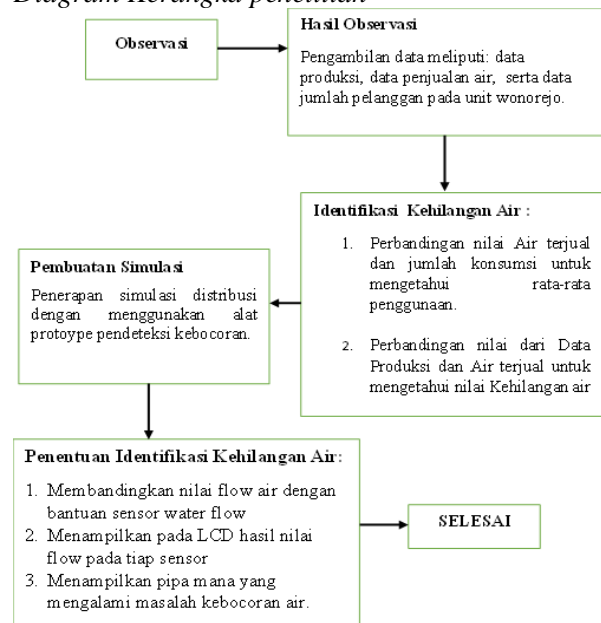 Diagram Kerangka penelitian
Observasi
Hasil Observasi
Pengambilan data meliputi: data
produksi, data penjualan air, serta data
jumlah pelanggan pada unit wonorejo.
Identifikasi Kehilangan Air :
1. Perbandingan nilai Air terjual
dan jumlah konsumsi untuk
mengetahui rata-rata
penggunaan.
2. Perbandingan nilai dari Data
Produksi dan Air terjual untuk
mengetahui nilai Kehilangan air
Pembuatan Simulasi
Penerapan simulasi distribusi
dengan menggunakan alat
protoype pendeteksi kebocoran.
Penentuan Identifikasi Kehilangan Air:
1. Membandingkan nilai flow air dengan
bantuan sensor water flow
2. Menampilkan pada LCD hasil nilai
flow pada tiap sensor
3. Menampilkan pipa mana yang
mengalami masalah kebocoran air.
SELESAI